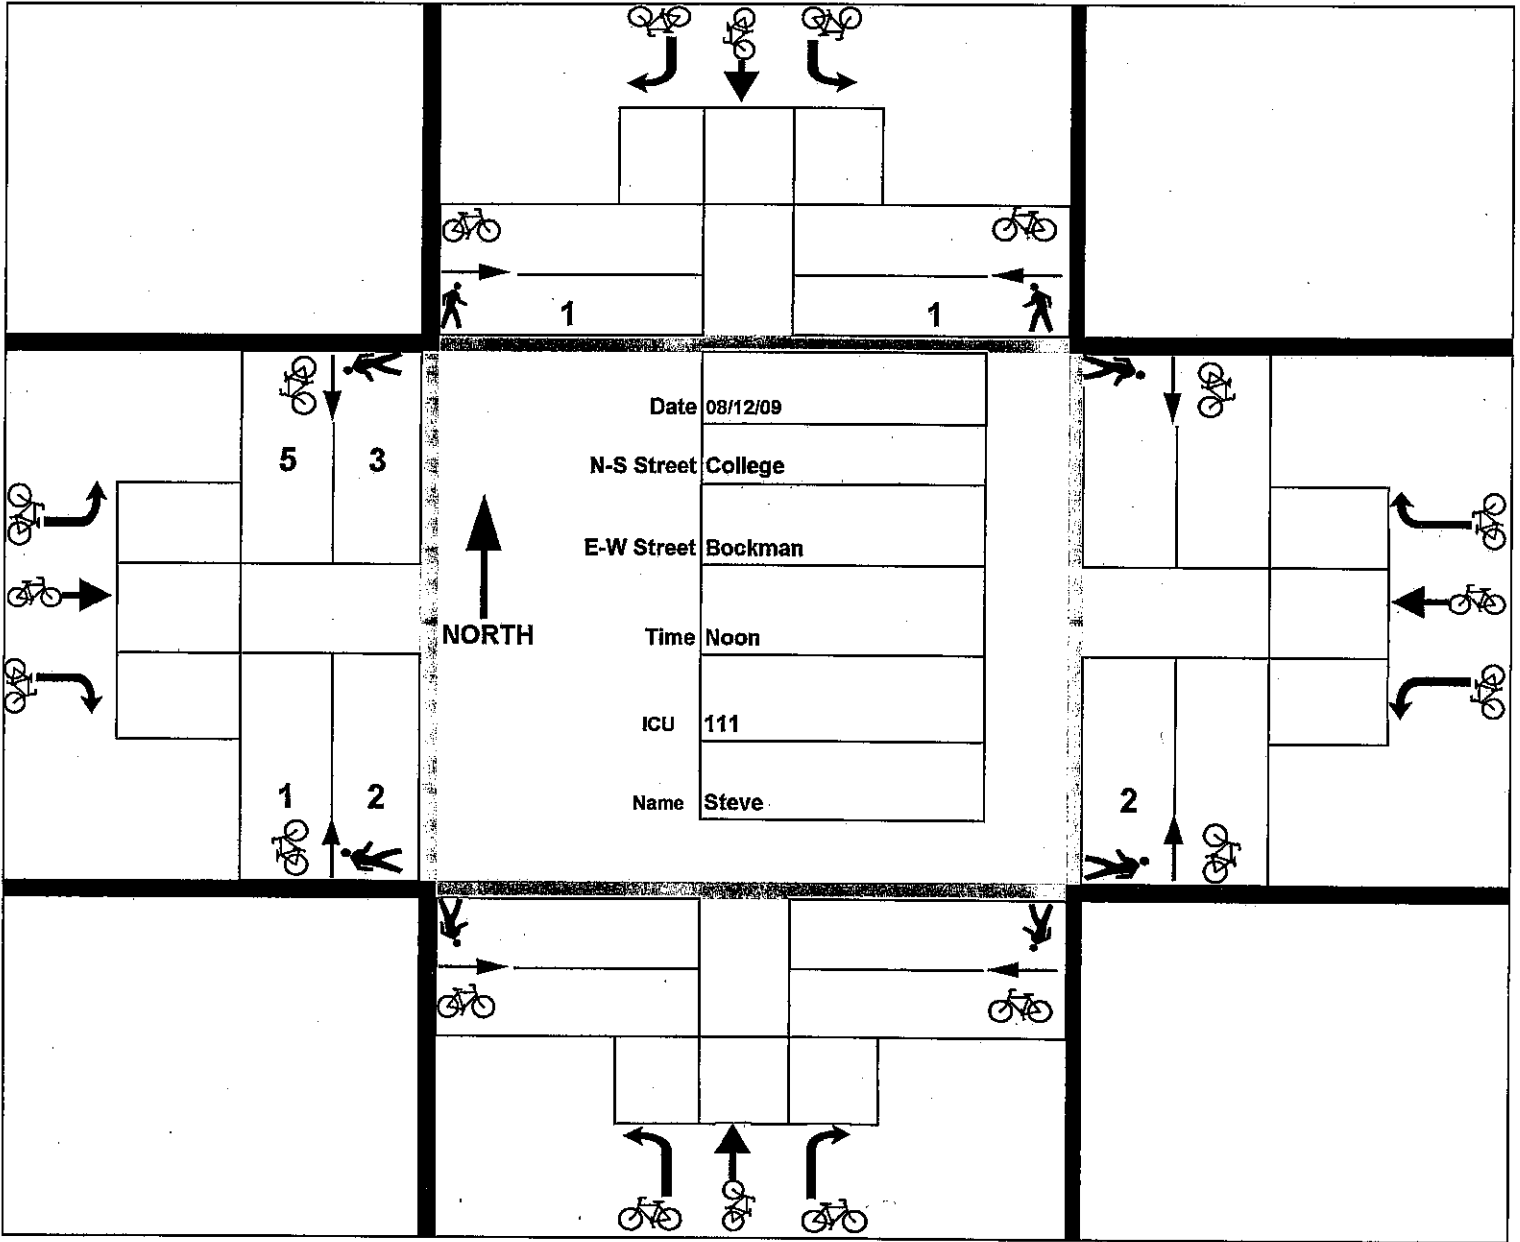 1 1
Date 08/12/09
5 3
N-S Street College
E-W Street Bockman
NORTH
Time Noon
ICU 111
1 2
Name Steve
2